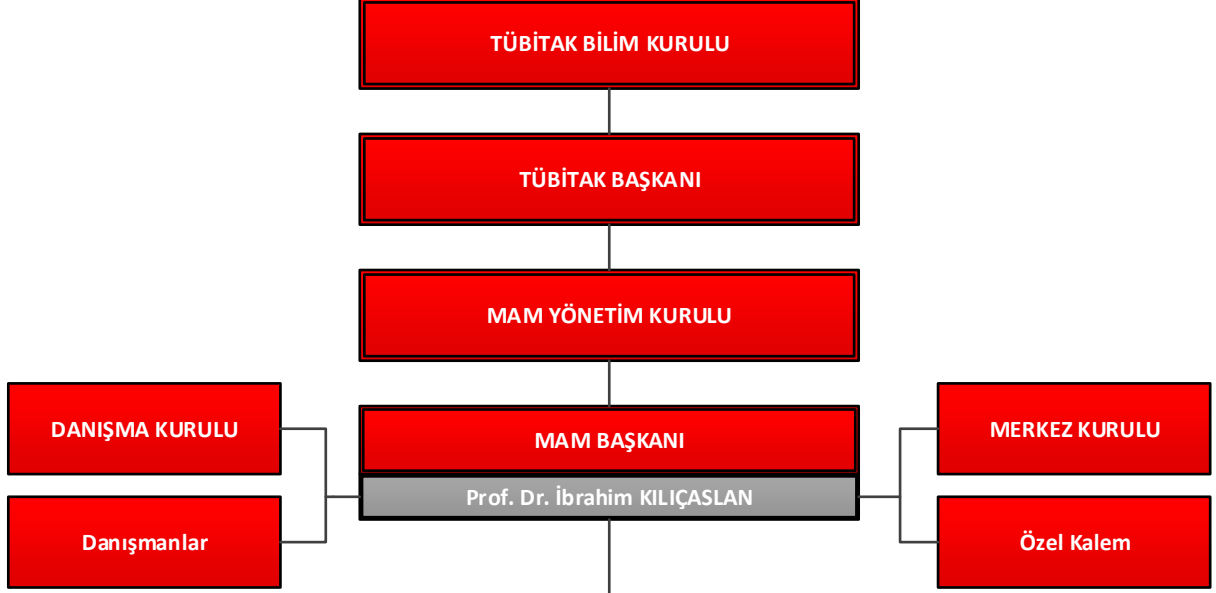 TÜBİTAK BİLİM KURULU
TÜBİTAK BAŞKANI
MAM YÖNETİM KURULU
DANIŞMA KURULU
MAM BAŞKANI
MERKEZ KURULU
Prof. Dr. İbrahim KILIÇASLAN
Danışmanlar
Özel Kalem